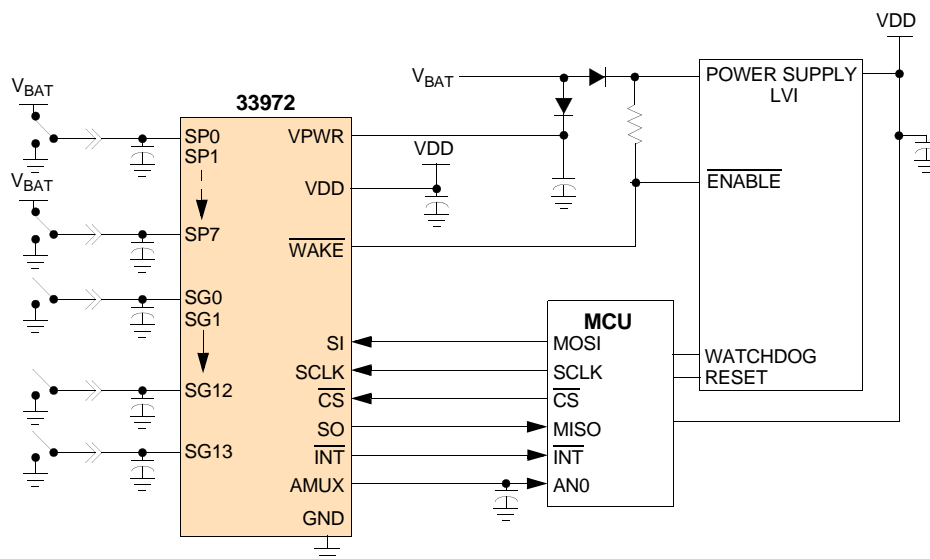 VDD
VBAT
POWER SUPPLY
LVI
VBAT
33972
SP0
SP1
VPWR
VDD
VDD
ENABLE
VBAT
SP7
WAKE
SG0
SG1
MCU
SI
MOSI
WATCHDOG
SCLK
SCLK
RESET
SG12
CS
CS
SO
MISO
SG13
INT
INT
AMUX
AN0
GND